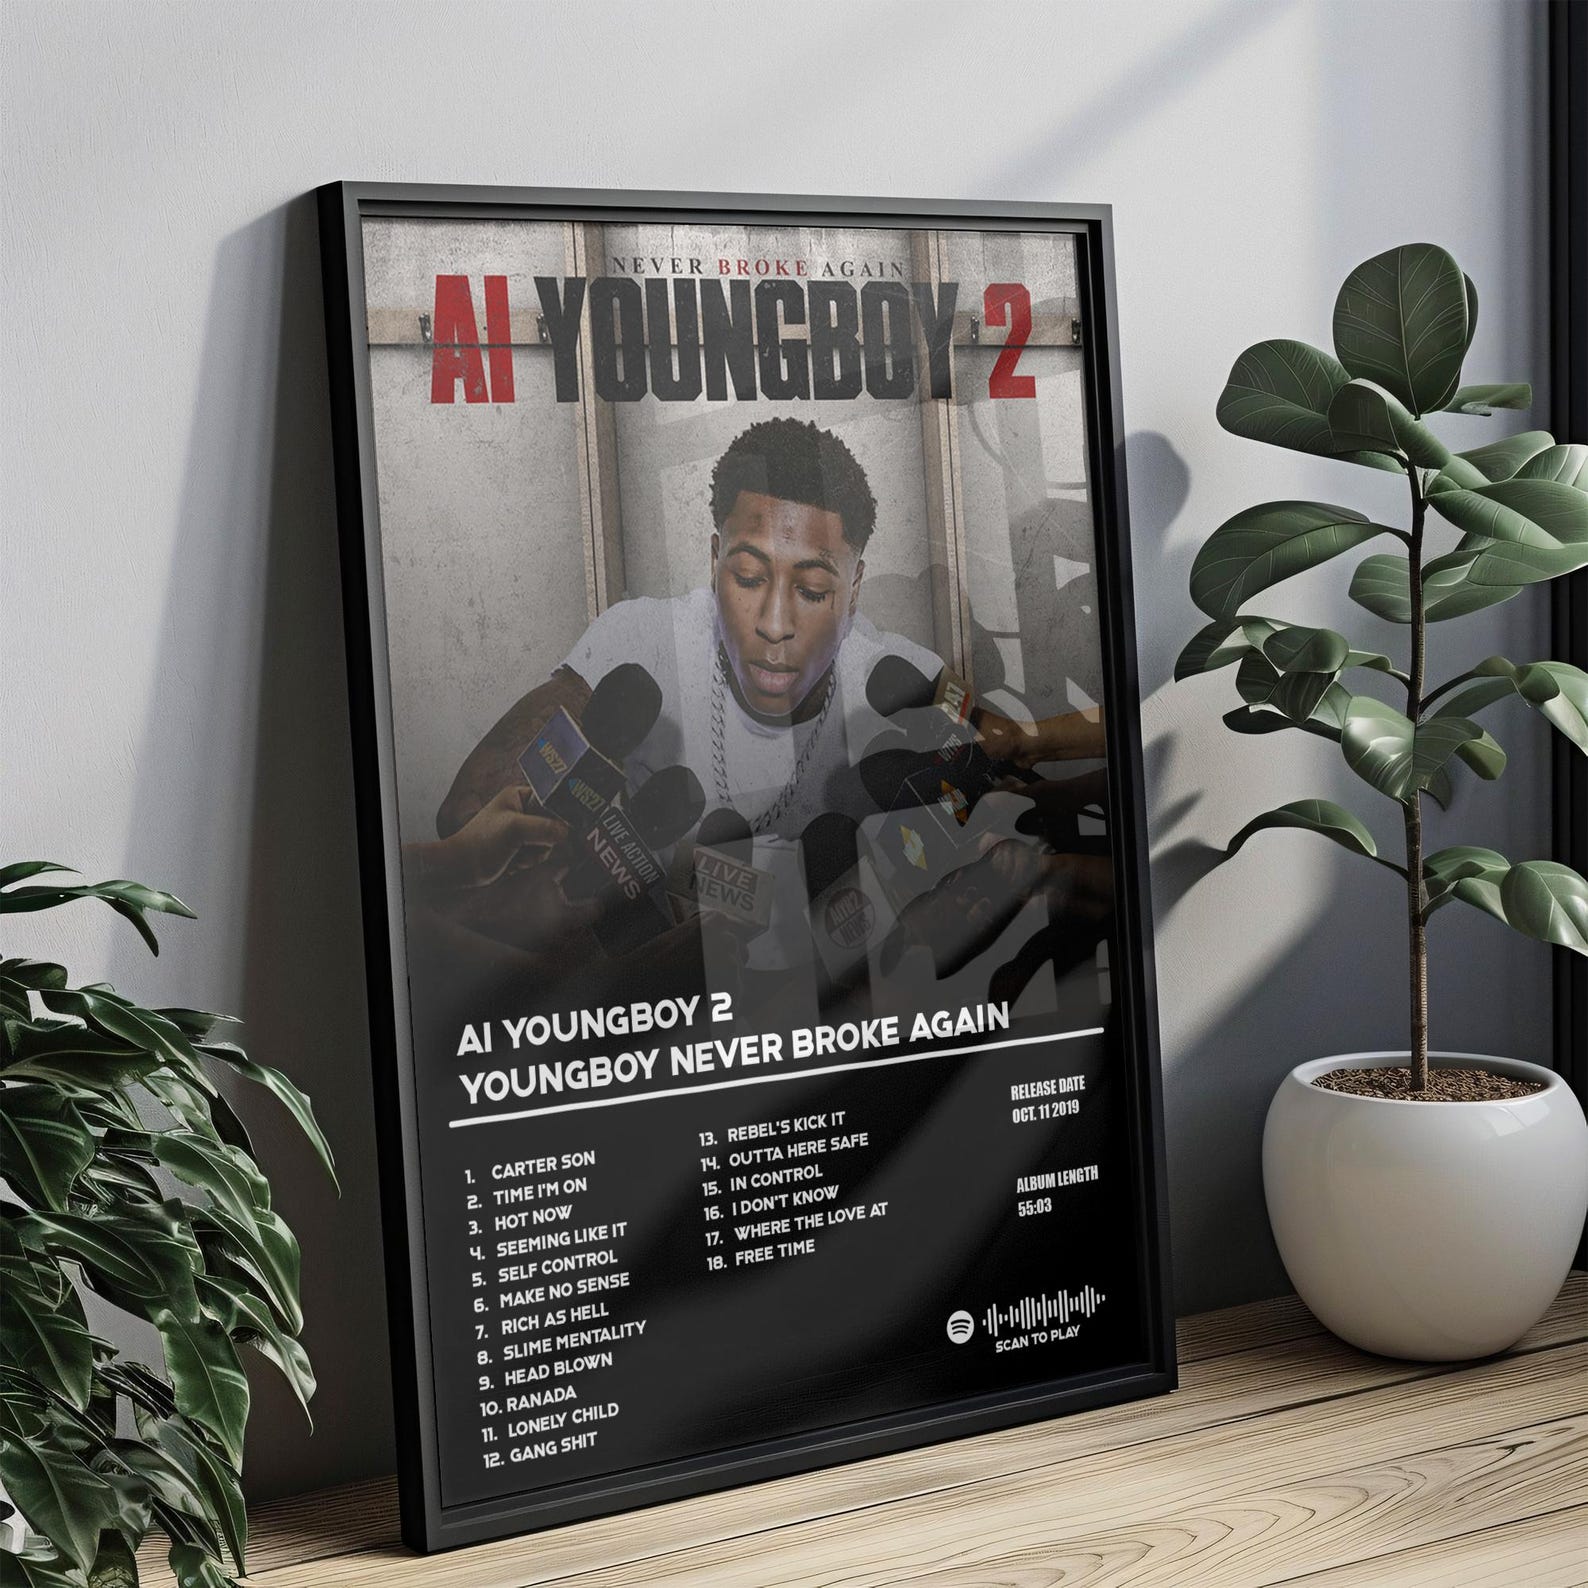 NEVER BROKE AGAIN
AI YOUNGBOY 2
WS27
WS27
LIVE ACTION
NEWS
LIVE
NEWS
NEWS
AI YOUNGBOY 2
YOUNGBOY NEVER BROKE AGAIN
1. CARTER SON
2. TIME I'M ON
3. HOT NOW
4. SEEMING LIKE IT
5. SELF CONTROL
6. MAKE NO SENSE
7. RICH AS HELL
8. SLIME MENTALITY
9. HEAD BLOWN
10. RANADA
11. LONELY CHILD
12. GANG SHIT
13. REBEL'S KICK IT
14. OUTTA HERE SAFE
15. IN CONTROL
16. I DON'T KNOW
17. WHERE THE LOVE AT
18. FREE TIME
RELEASE DATE
OCT. 11 2019
ALBUM LENGTH
55:03
SCAN TO PLAY